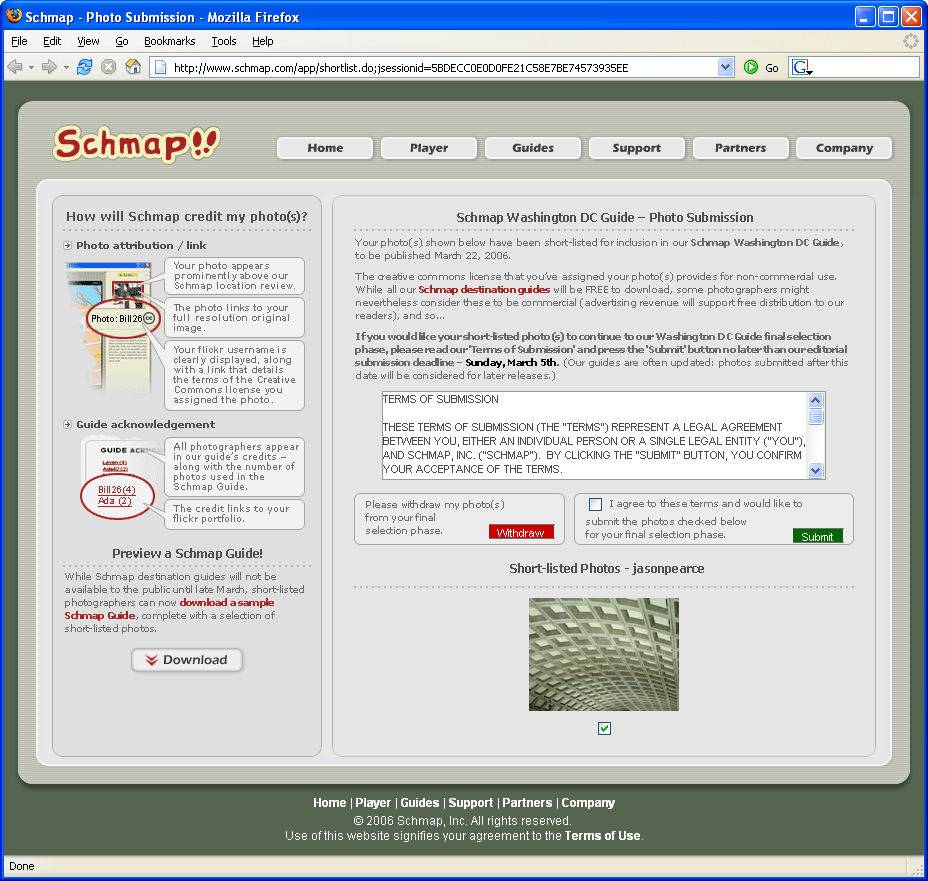 Schmap - Photo Submission - Mozilla Firefox
File Edit View Go Bookmarks Tools Help
http://www.schmap.com/app/shortlist.do;jsessionid=5BDECC0E0D0FE21C58E7BE74573935EE
Go
G
Schmap!!
Home Player Guides Support Partners Company
How will Schmap credit my photo(s)?
Photo attribution / link
Your photo appears
prominently above our
Schmap location review.
Photo: Bill26
The photo links to your
full resolution original
image.
Your flickr username is
clearly displayed, along
with a link that details
the terms of the Creative
Commons license you
assigned the photo.
Guide acknowledgement
GUIDE ACKNO
Leven (4)
Adam42 (2)
Bill26(4)
Ada (2)
All photographers appear
in our guide's credits –
along with the number of
photos used in the
Schmap Guide.
The credit links to your
flickr portfolio.
Preview a Schmap Guide!
While Schmap destination guides will not be
available to the public until late March, short-listed
photographers can now download a sample
Schmap Guide, complete with a selection of
short-listed photos.
Download
Schmap Washington DC Guide – Photo Submission
Your photo(s) shown below have been short-listed for inclusion in our Schmap Washington DC Guide,
to be published March 22, 2006.
The creative commons license that you've assigned your photo(s) provides for non-commercial use.
While all our Schmap destination guides will be FREE to download, some photographers might
nevertheless consider these to be commercial (advertising revenue will support free distribution to our
readers), and so...
If you would like your short-listed photo(s) to continue to our Washington DC Guide final selection
phase, please read our 'Terms of Submission' and press the 'Submit' button no later than our editorial
submission deadline – Sunday, March 5th. (Our guides are often updated: photos submitted after this
date will be considered for later releases.)
TERMS OF SUBMISSION
THESE TERMS OF SUBMISSION (THE "TERMS") REPRESENT A LEGAL AGREEMENT
BETWEEN YOU, EITHER AN INDIVIDUAL PERSON OR A SINGLE LEGAL ENTITY ("YOU"),
AND SCHMAP, INC. ("SCHMAP"). BY CLICKING THE "SUBMIT" BUTTON, YOU CONFIRM
YOUR ACCEPTANCE OF THE TERMS.
Please withdraw my photo(s)
from your final
selection phase.
Withdraw
I agree to these terms and would like to
submit the photos checked below
for your final selection phase.
Submit
Short-listed Photos - jasonpearce
Home | Player | Guides | Support | Partners | Company
© 2006 Schmap, Inc. All rights reserved.
Use of this website signifies your agreement to the Terms of Use.
Done